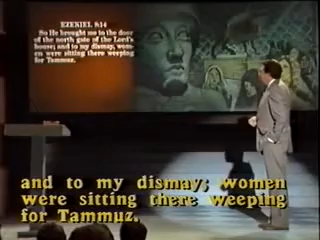 EZEKIEL 8:14
So He brought me to the door
of the north gate of the Lord's
house; and to my dismay, wom-
en were sitting there weeping
for Tammuz.
and to my dismay; women
were sitting there weeping
for Tammuz.